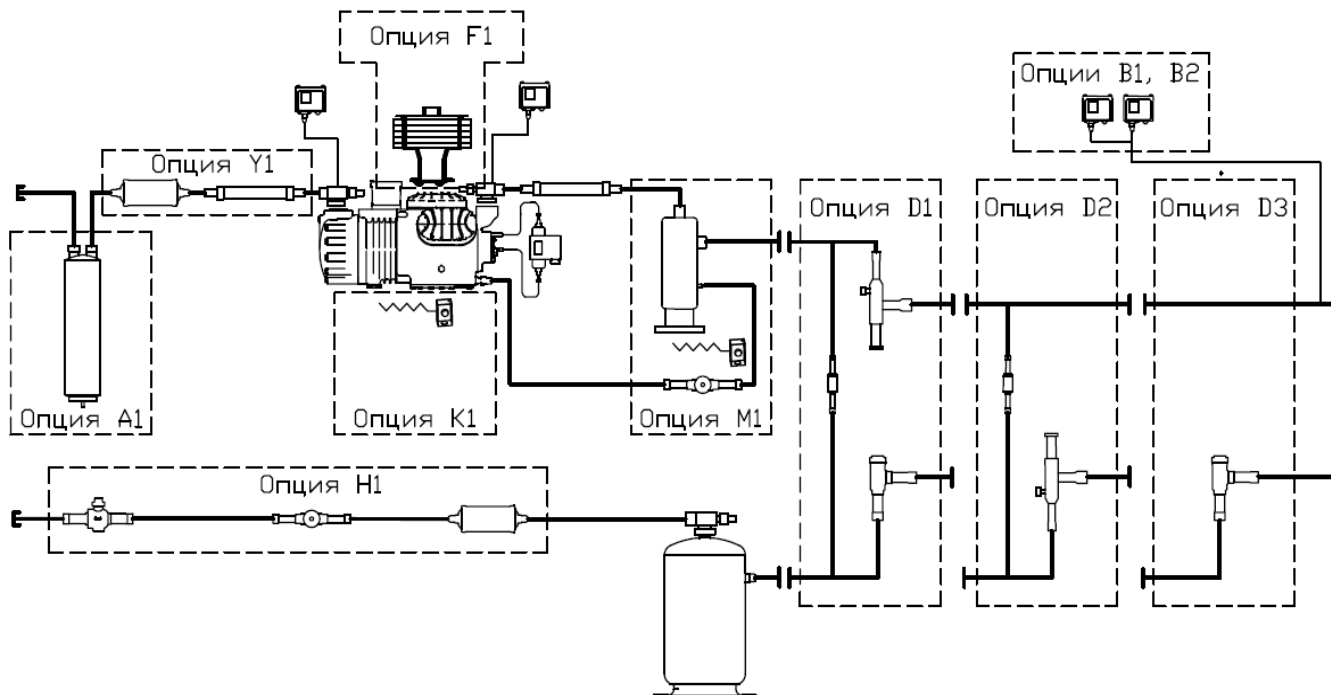 Опция F1
Опции B1, B2
Опция Y1
Опция D1
Опция D2
Опция D3
Опция A1
Опция K1
Опция M1
Опция H1